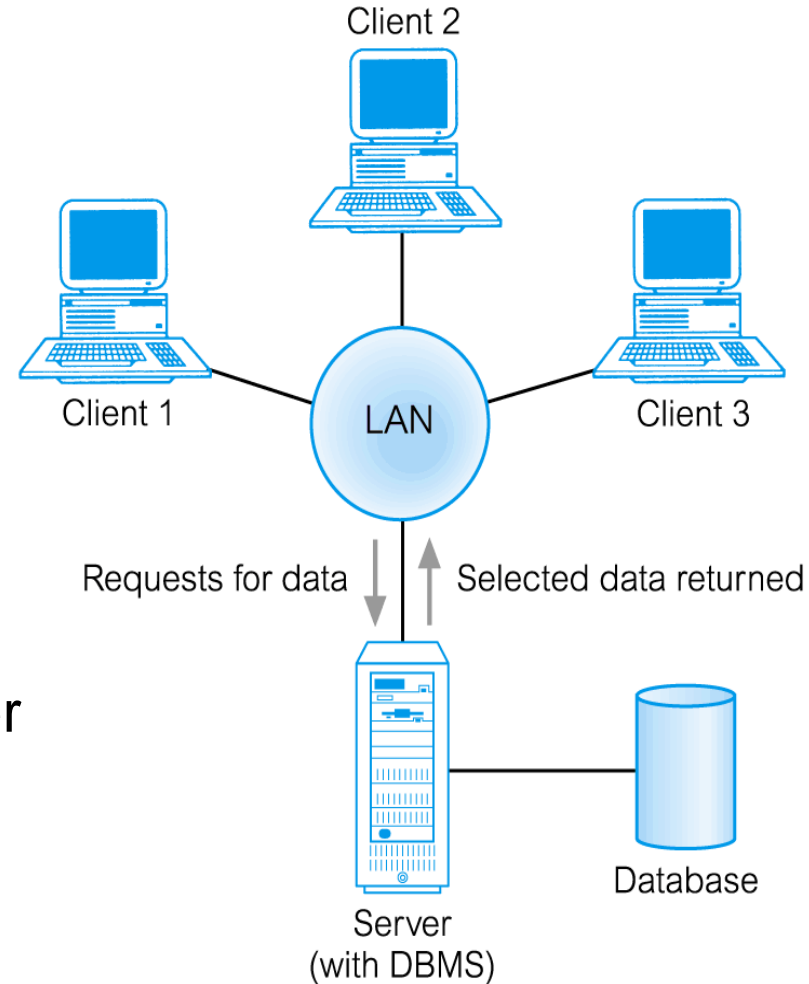 Client 2
Client 1
LAN
Client 3
Requests for data
Selected data returned
r
Database
Server
(with DBMS)